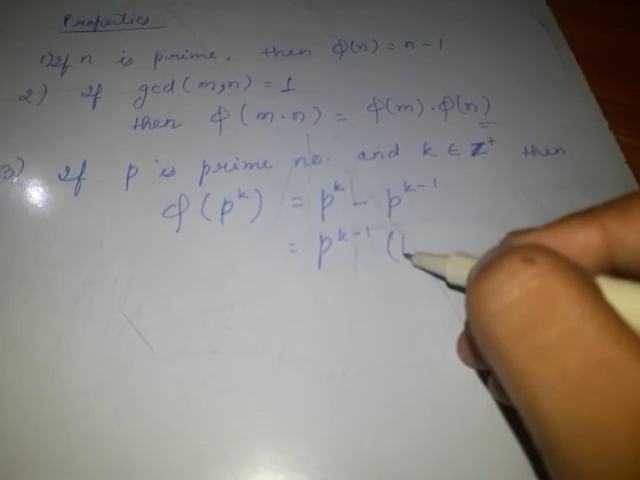 Properties
1) If n is prime, then φ(n) = n - 1
2) If gcd(m,n) = 1
then φ(m·n) = φ(m)·φ(n)
3) If p is prime no. and k ∈ Z⁺ then
φ(pᵏ) = pᵏ - pᵏ⁻¹
= pᵏ⁻¹ (